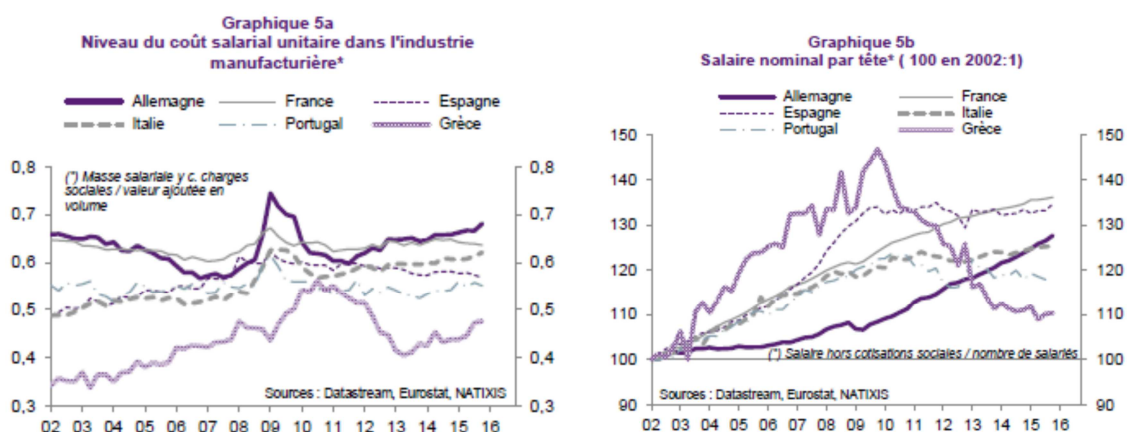 Graphique 5a
Niveau du coût salarial unitaire dans l'industrie
manufacturière*
Allemagne France Espagne
Italie Portugal Grèce
0,8 0,8
(*) Masse salariale y c. charges
sociales / valeur ajoutée en
volume
0,7 0,7
0,6 0,6
0,5 0,5
0,4 0,4
Sources : Datastream, Eurostat, NATIXIS
0,3 0,3
02 03 04 05 06 07 08 09 10 11 12 13 14 15 16
Graphique 5b
Salaire nominal par tête* ( 100 en 2002:1)
Allemagne France
Espagne Italie
Portugal Grèce
150 150
140 140
130 130
120 120
110 110
(*) Salaire hors cotisations sociales / nombre de salariés
100 100
Sources : Datastream, Eurostat, NATIXIS
90 90
02 03 04 05 06 07 08 09 10 11 12 13 14 15 16